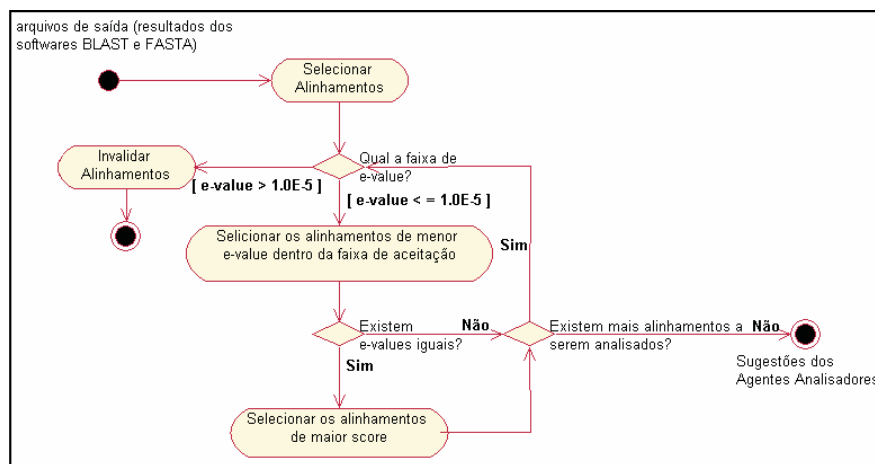 arquivos de saída (resultados dos
softwares BLAST e FASTA)
Selecionar
Alinhamentos
Invalidar
Alinhamentos
Qual a faixa de
e-value?
[ e-value > 1.0E-5 ]
[ e-value < = 1.0E-5 ]
Selicionar os alinhamentos de menor
e-value dentro da faixa de aceitação
Sim
Existem
e-values iguais?
Não
Existem mais alinhamentos a
serem analisados?
Não
Sim
Sugestões dos
Agentes Analisadores
Selecionar os alinhamentos
de maior score